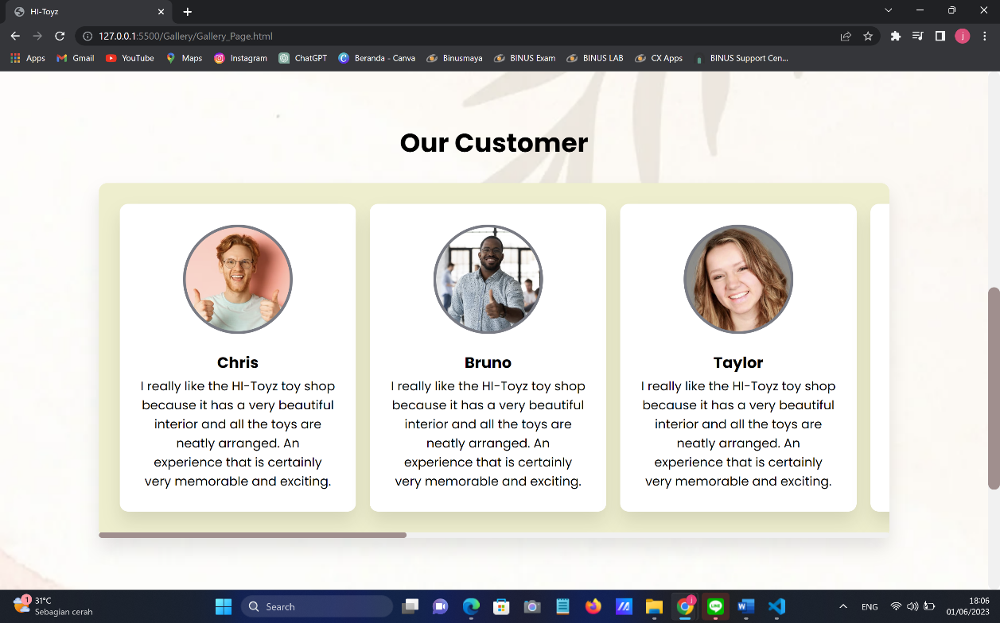 HI-Toyz
127.0.0.1:5500/Gallery/Gallery_Page.html
j
Apps Gmail YouTube Maps Instagram ChatGPT Beranda - Canva Binusmaya BINUS Exam BINUS LAB CX Apps BINUS Support Cen...
Our Customer
Chris
I really like the HI-Toyz toy shop
because it has a very beautiful
interior and all the toys are
neatly arranged. An
experience that is certainly
very memorable and exciting.
Bruno
I really like the HI-Toyz toy shop
because it has a very beautiful
interior and all the toys are
neatly arranged. An
experience that is certainly
very memorable and exciting.
Taylor
I really like the HI-Toyz toy shop
because it has a very beautiful
interior and all the toys are
neatly arranged. An
experience that is certainly
very memorable and exciting.
1
31°C
Sebagian cerah
Search
j
LINE
W
ENG
18:06
01/06/2023